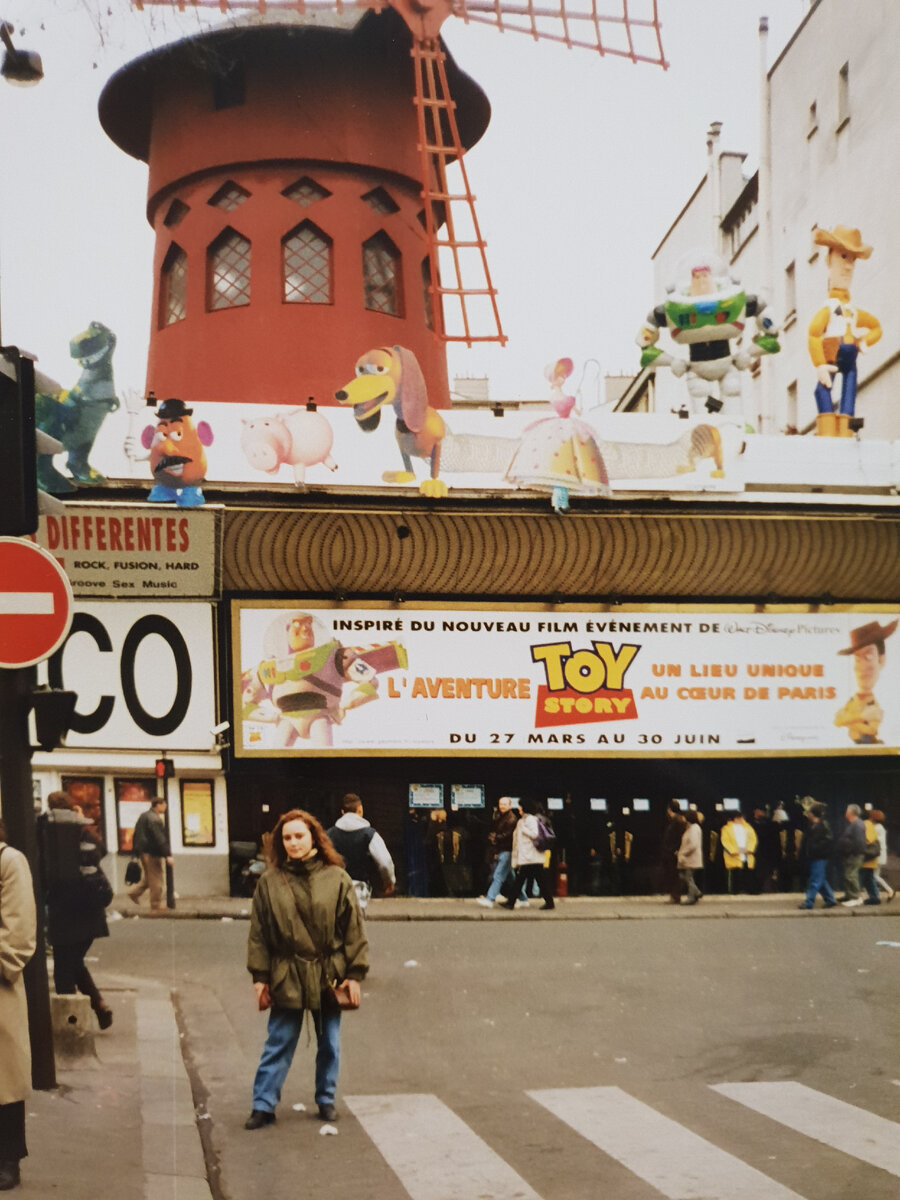 DIFFERENTES
ROCK, FUSION, HARD
Groove Sex Music
CO
INSPIRÉ DU NOUVEAU FILM ÉVÉNEMENT DE Walt Disney Pictures
L'AVENTURE
TOY
STORY
UN LIEU UNIQUE
AU CŒUR DE PARIS
DU 27 MARS AU 30 JUIN